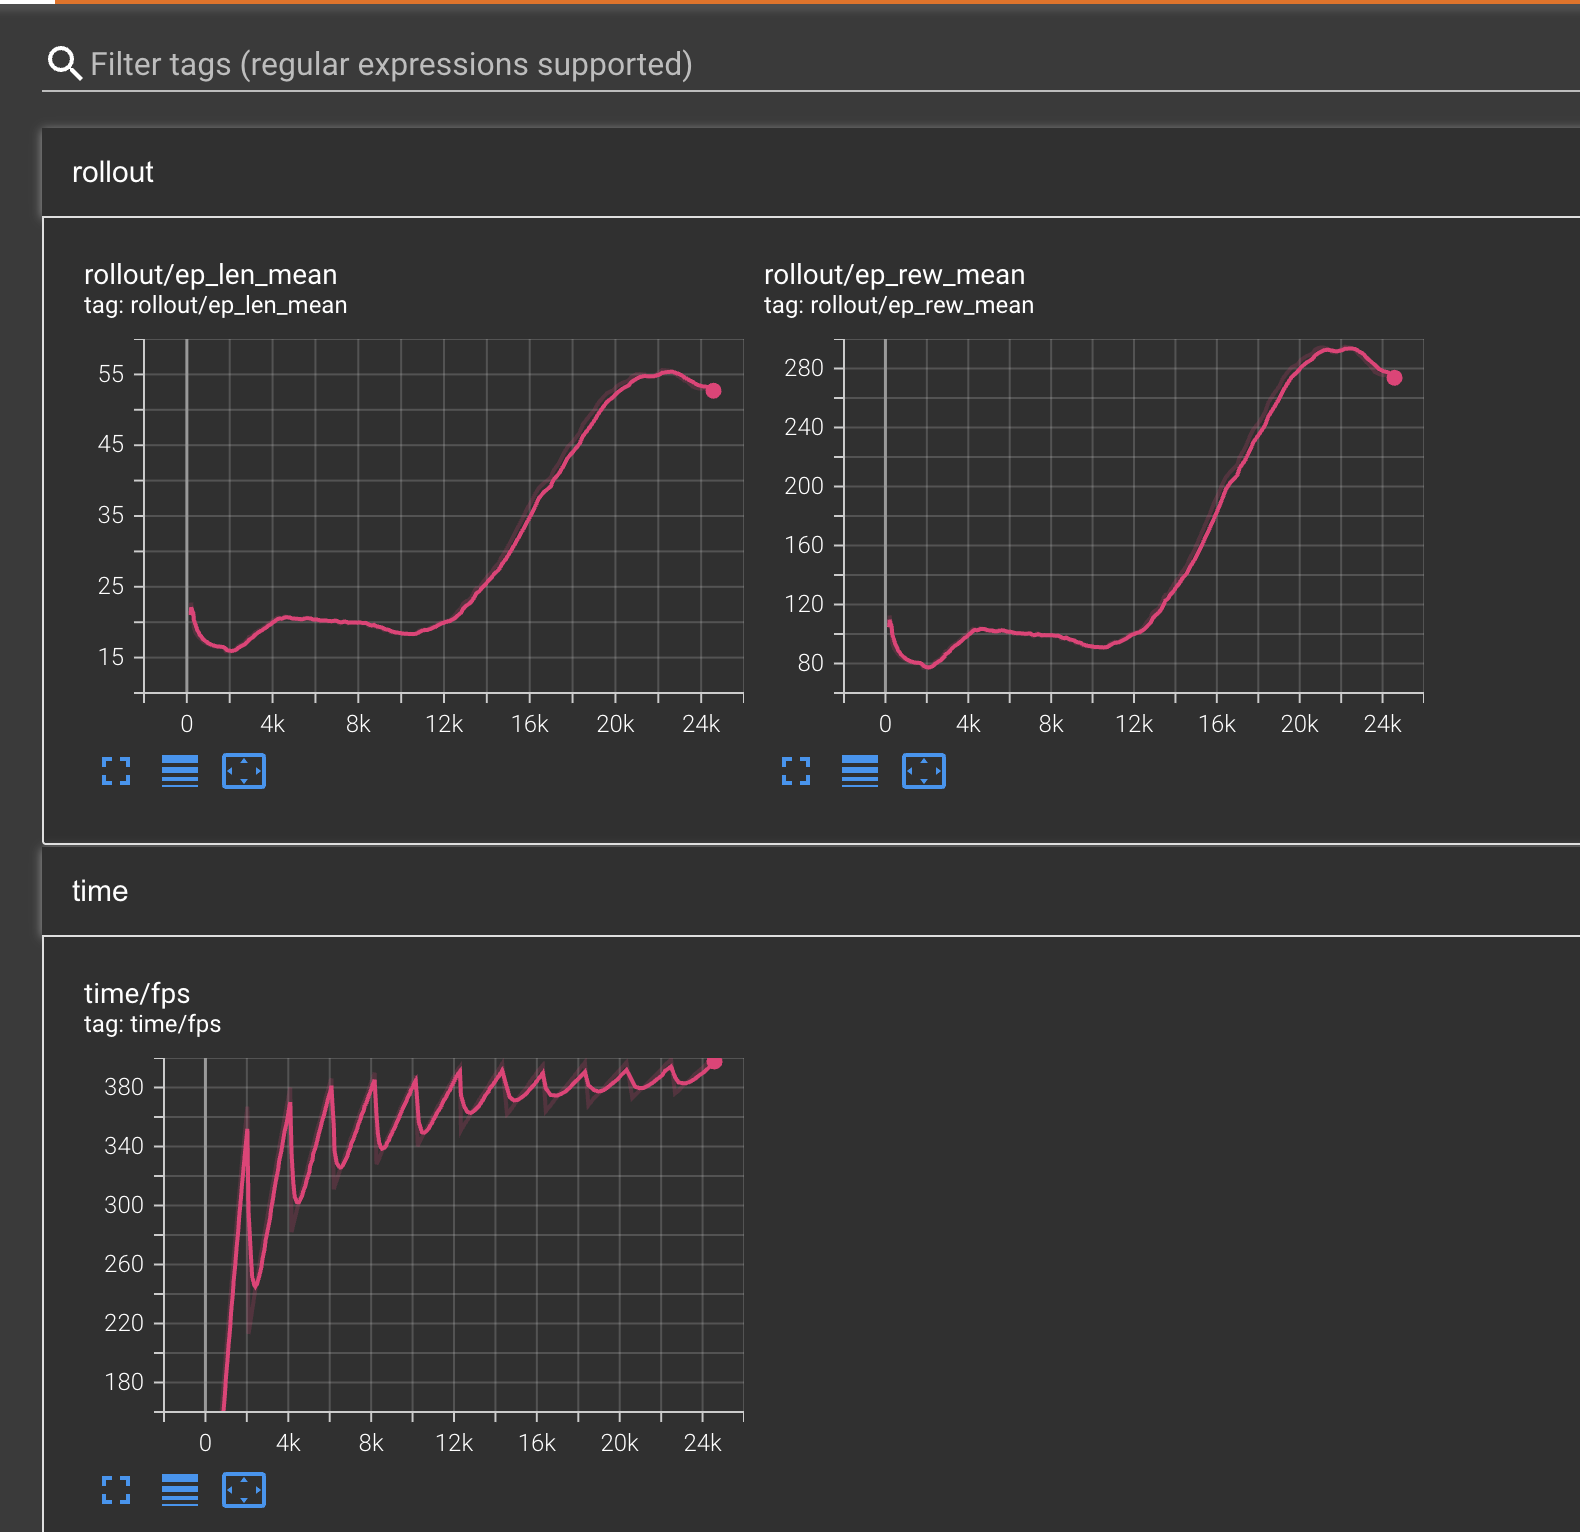 Filter tags (regular expressions supported)
rollout
rollout/ep_len_mean
tag: rollout/ep_len_mean
55
45
35
25
15
0 4k 8k 12k 16k 20k 24k
rollout/ep_rew_mean
tag: rollout/ep_rew_mean
280
240
200
160
120
80
0 4k 8k 12k 16k 20k 24k
time
time/fps
tag: time/fps
380
340
300
260
220
180
0 4k 8k 12k 16k 20k 24k